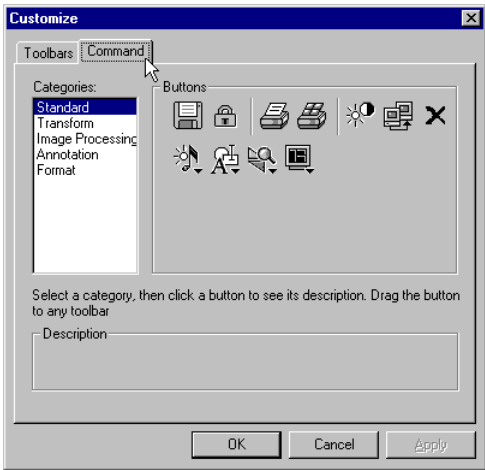 Customize
Toolbars Command
Categories:
Buttons
Standard
Transform
Image Processing
Annotation
Format
Select a category, then click a button to see its description. Drag the button
to any toolbar
Description
OK Cancel Apply